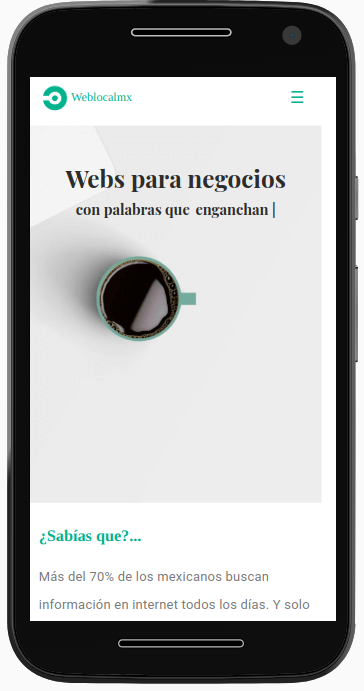 Weblocalmx
Webs para negocios
con palabras que enganchan |
¿Sabías que?...
Más del 70% de los mexicanos buscan
información en internet todos los días. Y solo